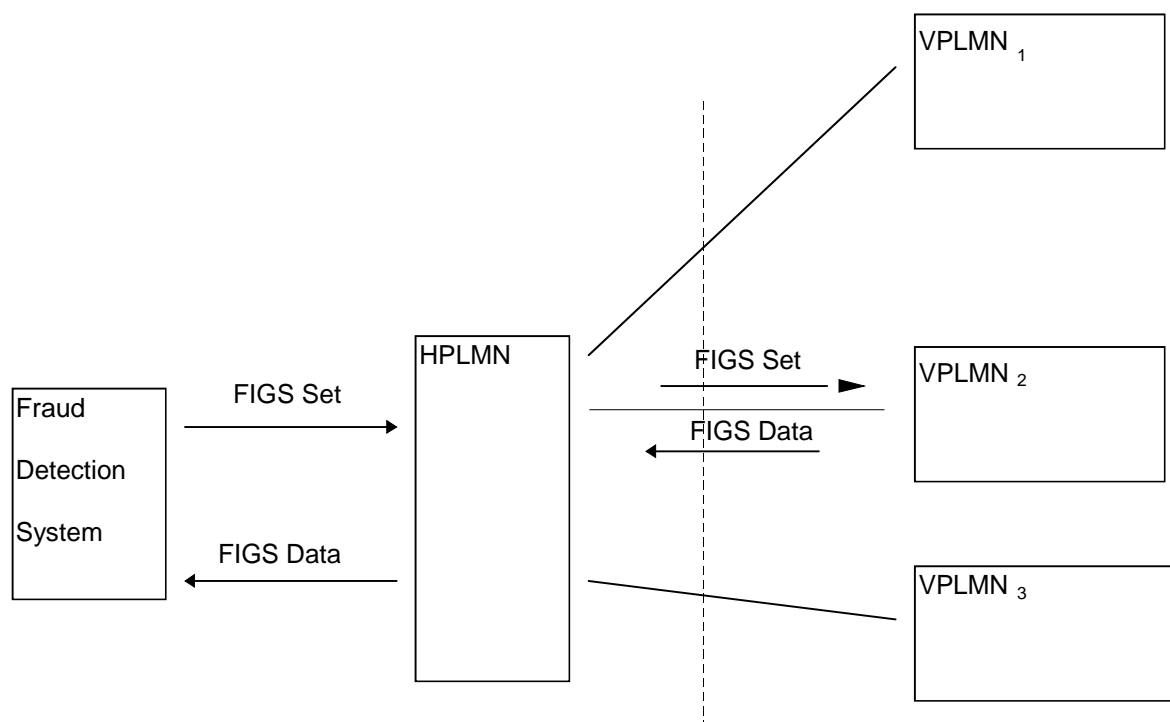 VPLMN 1
HPLMN
FIGS Set
VPLMN 2
Fraud
Detection
System
FIGS Set
FIGS Data
FIGS Data
VPLMN 3